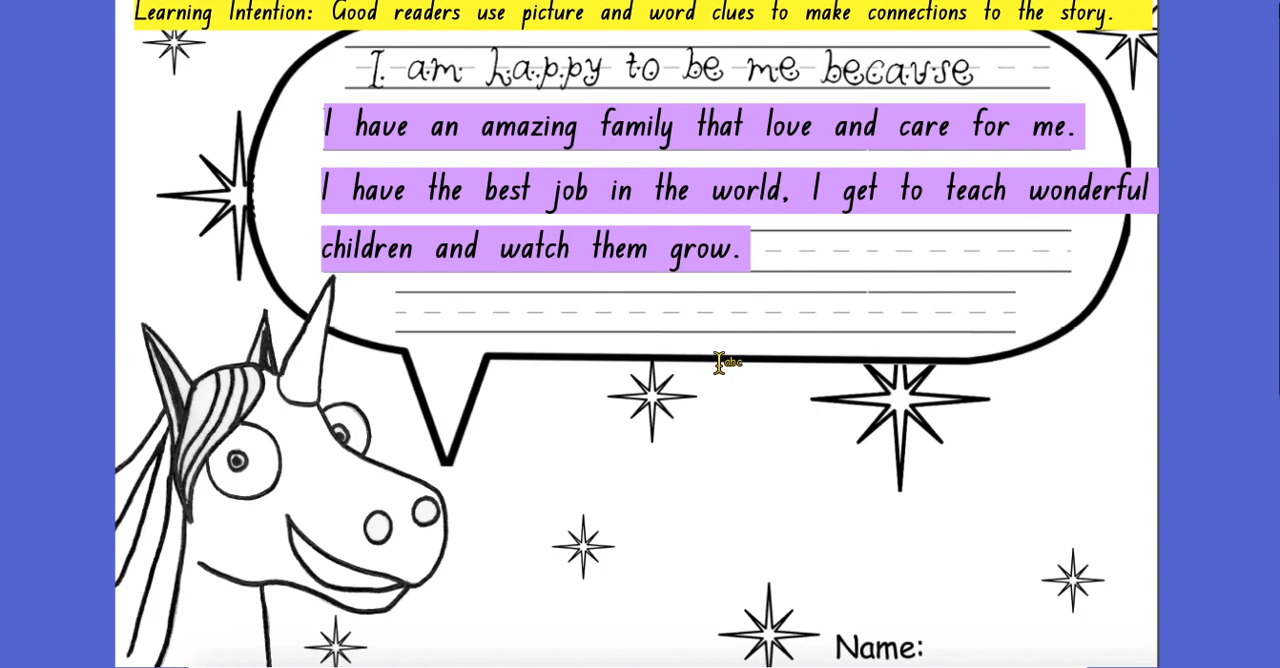 Learning Intention: Good readers use picture and word clues to make connections to the story.
I am happy to be me because
I have an amazing family that love and care for me.
I have the best job in the world, I get to teach wonderful
children and watch them grow.
abc
Name: